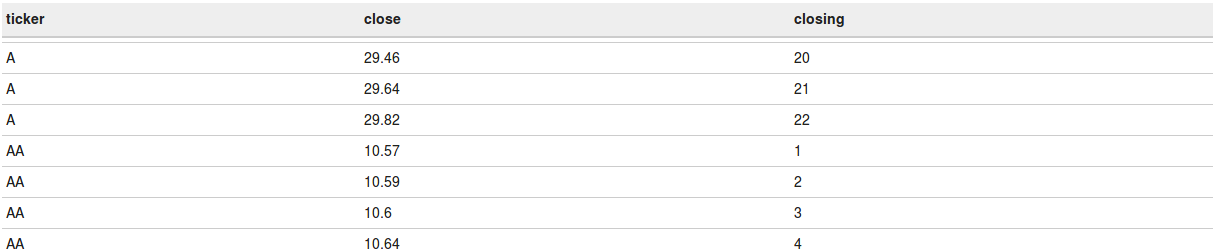 ticker close closing
A 29.46 20
A 29.64 21
A 29.82 22
AA 10.57 1
AA 10.59 2
AA 10.6 3
AA 10.64 4